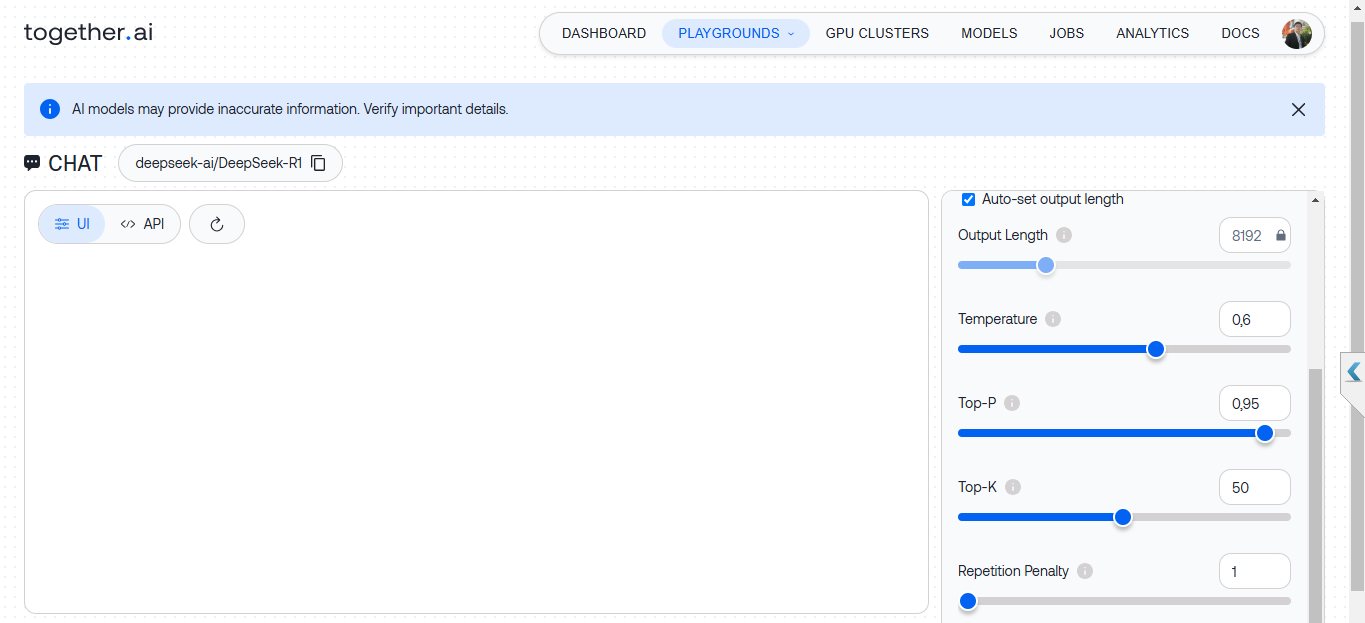 together.ai
DASHBOARD PLAYGROUNDS GPU CLUSTERS MODELS JOBS ANALYTICS DOCS
AI models may provide inaccurate information. Verify important details.
CHAT deepseek-ai/DeepSeek-R1
UI API
Auto-set output length
Output Length 8192
Temperature 0,6
Top-P 0,95
Top-K 50
Repetition Penalty 1